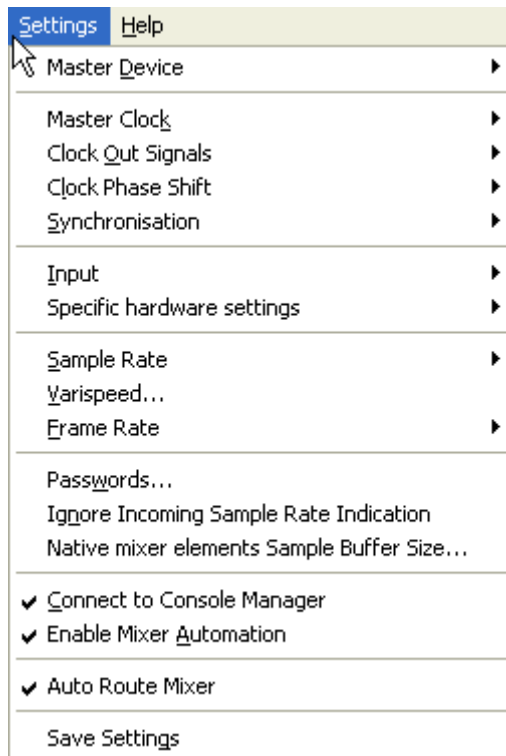 Settings Help
Master Device
Master Clock
Clock Out Signals
Clock Phase Shift
Synchronisation
Input
Specific hardware settings
Sample Rate
Varispeed...
Frame Rate
Passwords...
Ignore Incoming Sample Rate Indication
Native mixer elements Sample Buffer Size...
Connect to Console Manager
Enable Mixer Automation
Auto Route Mixer
Save Settings